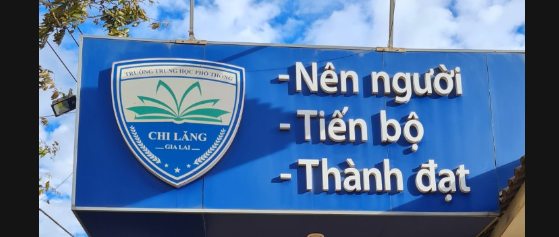 TRƯỜNG TRUNG HỌC PHỔ THÔNG
CHI LĂNG
GIA LAI
- Nên người
- Tiến bộ
- Thành đạt